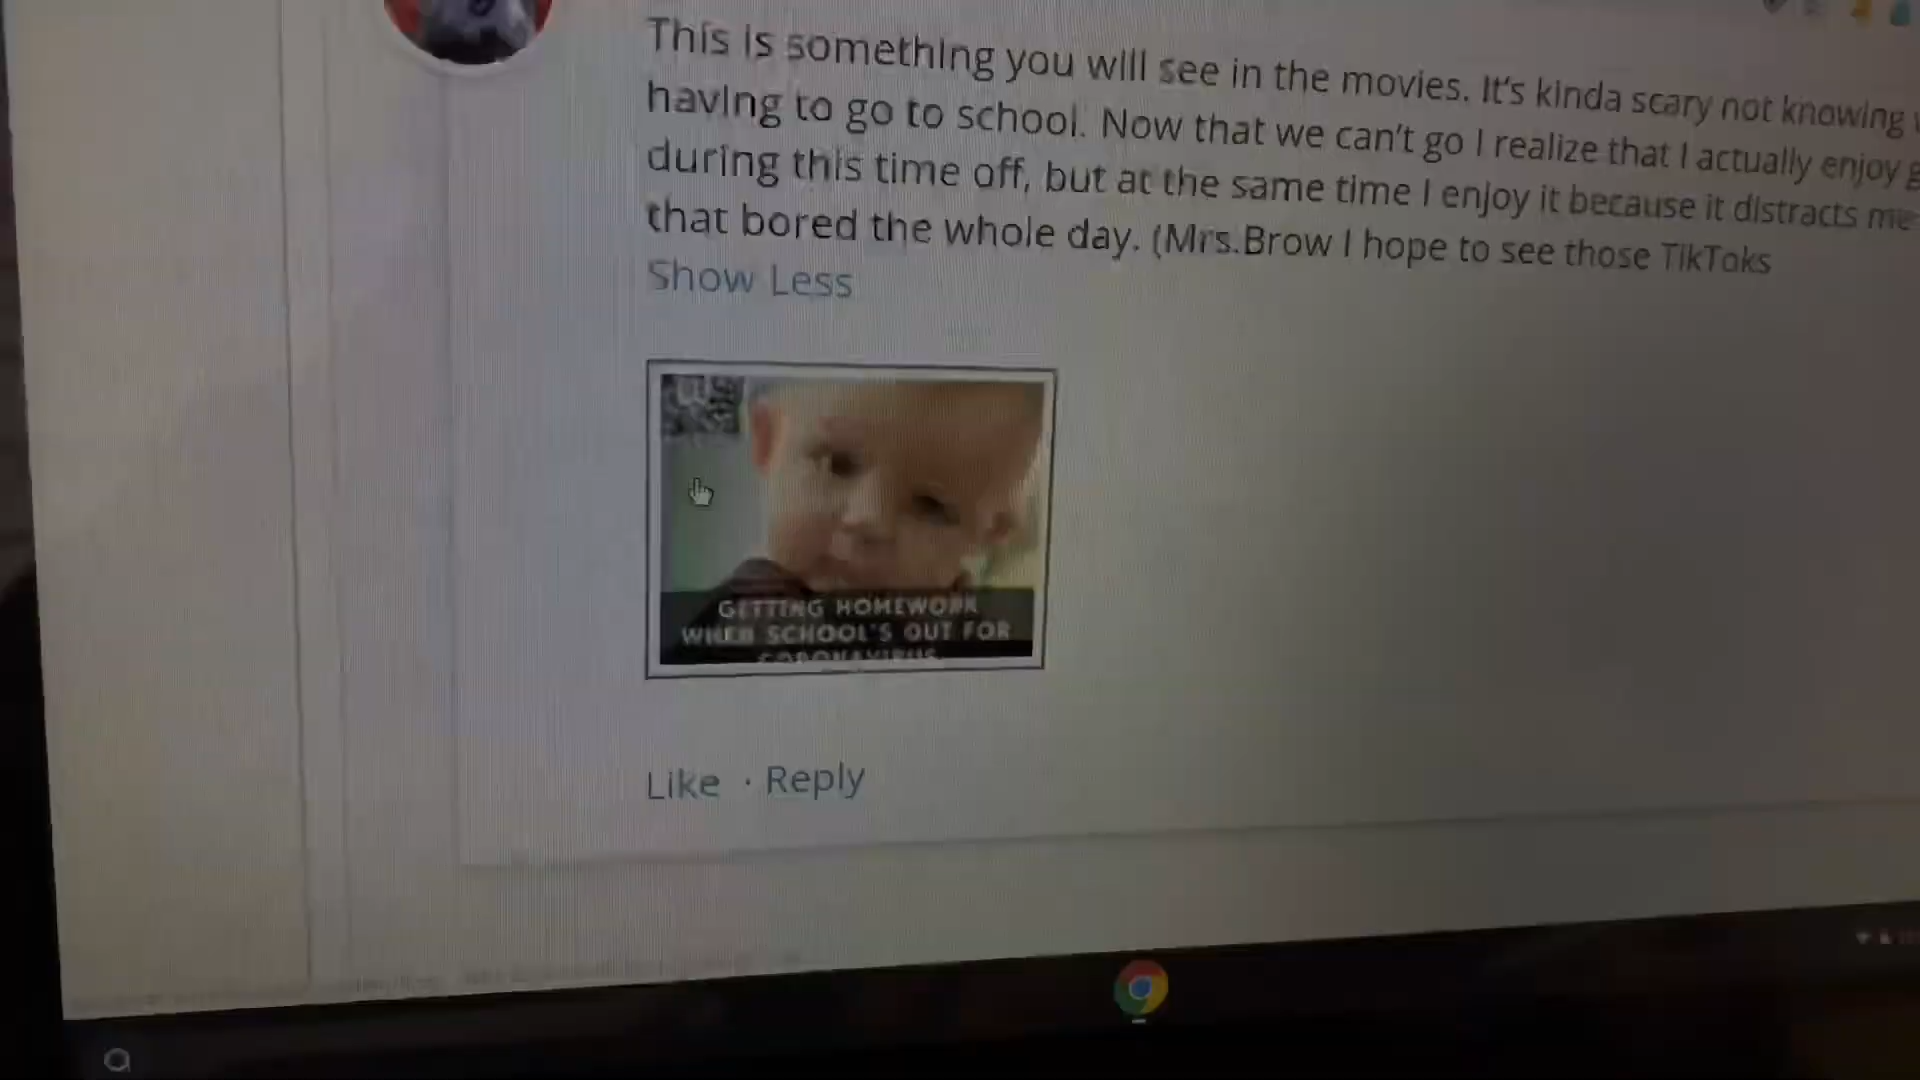 This is something you will see in the movies. It's kinda scary not knowing
having to go to school. Now that we can't go I realize that I actually enjoy
during this time off, but at the same time I enjoy it because it distracts me
that bored the whole day. (Mrs.Brow I hope to see those TikToks
Show Less
GETTING HOMEWORK
WHEN SCHOOL'S OUT FOR
CORONAVIRUS
Like · Reply